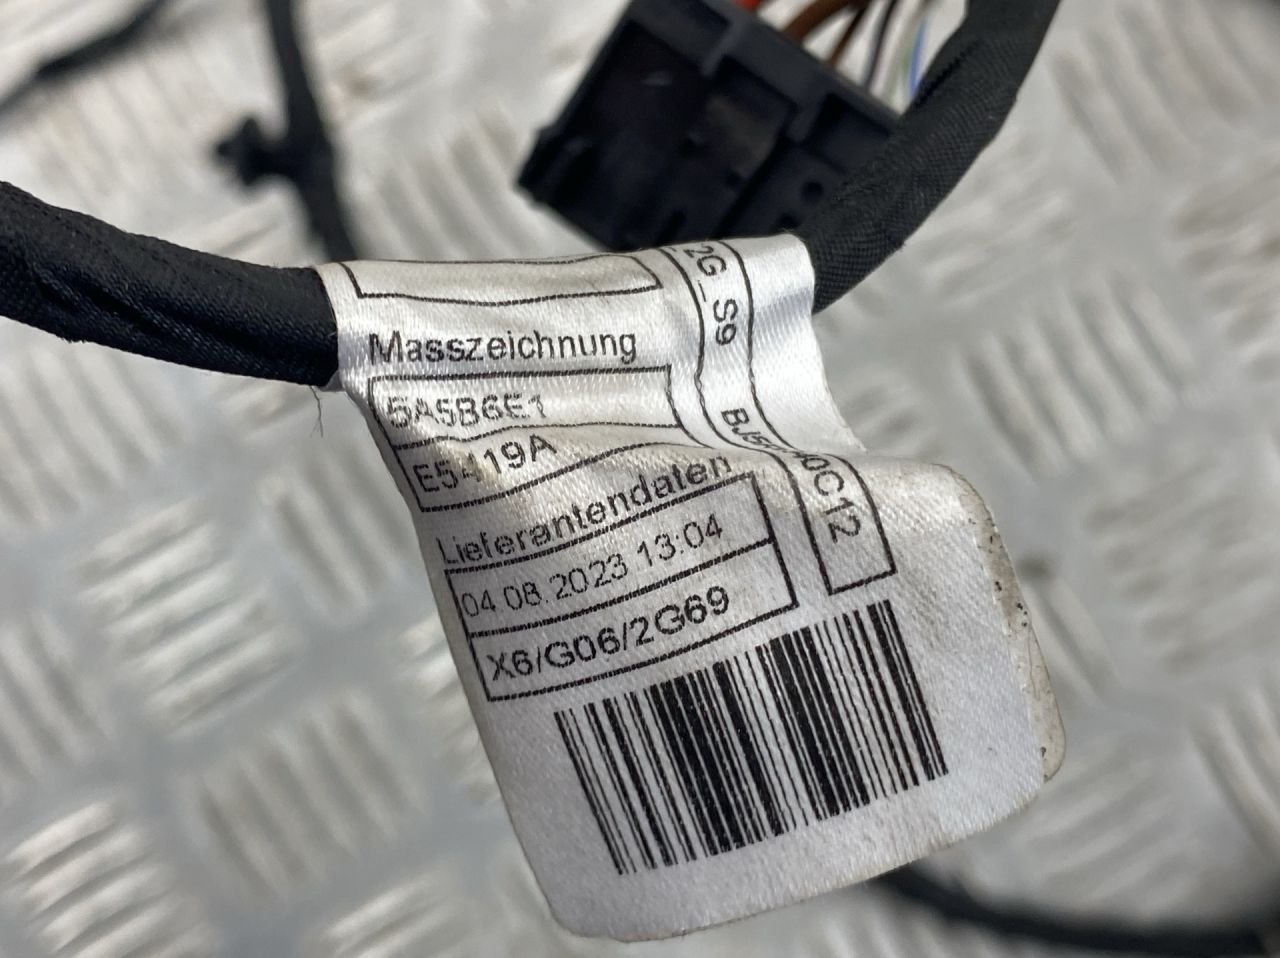 Masszeichnung
5A5B6E1
E5419A
Lieferantendaten
04.08.2023 13:04
X6/G06/2G69
2G_S9